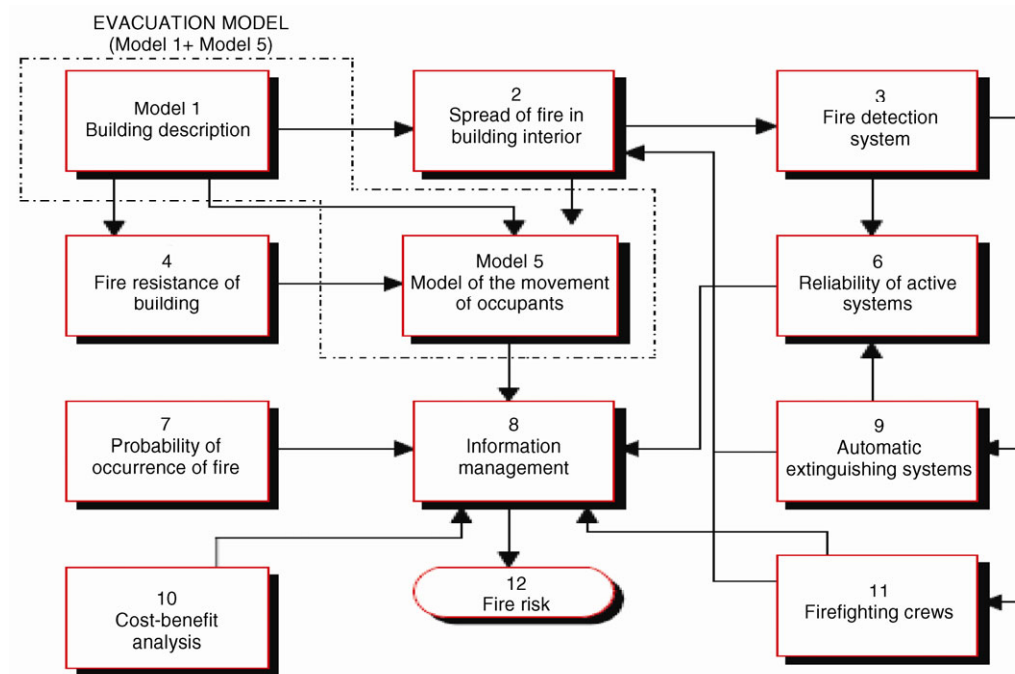 EVACUATION MODEL
(Model 1+ Model 5)
Model 1
Building description
2
Spread of fire in
building interior
3
Fire detection
system
4
Fire resistance of
building
Model 5
Model of the movement
of occupants
6
Reliability of active
systems
7
Probability of
occurrence of fire
8
Information
management
9
Automatic
extinguishing systems
10
Cost-benefit
analysis
12
Fire risk
11
Firefighting crews